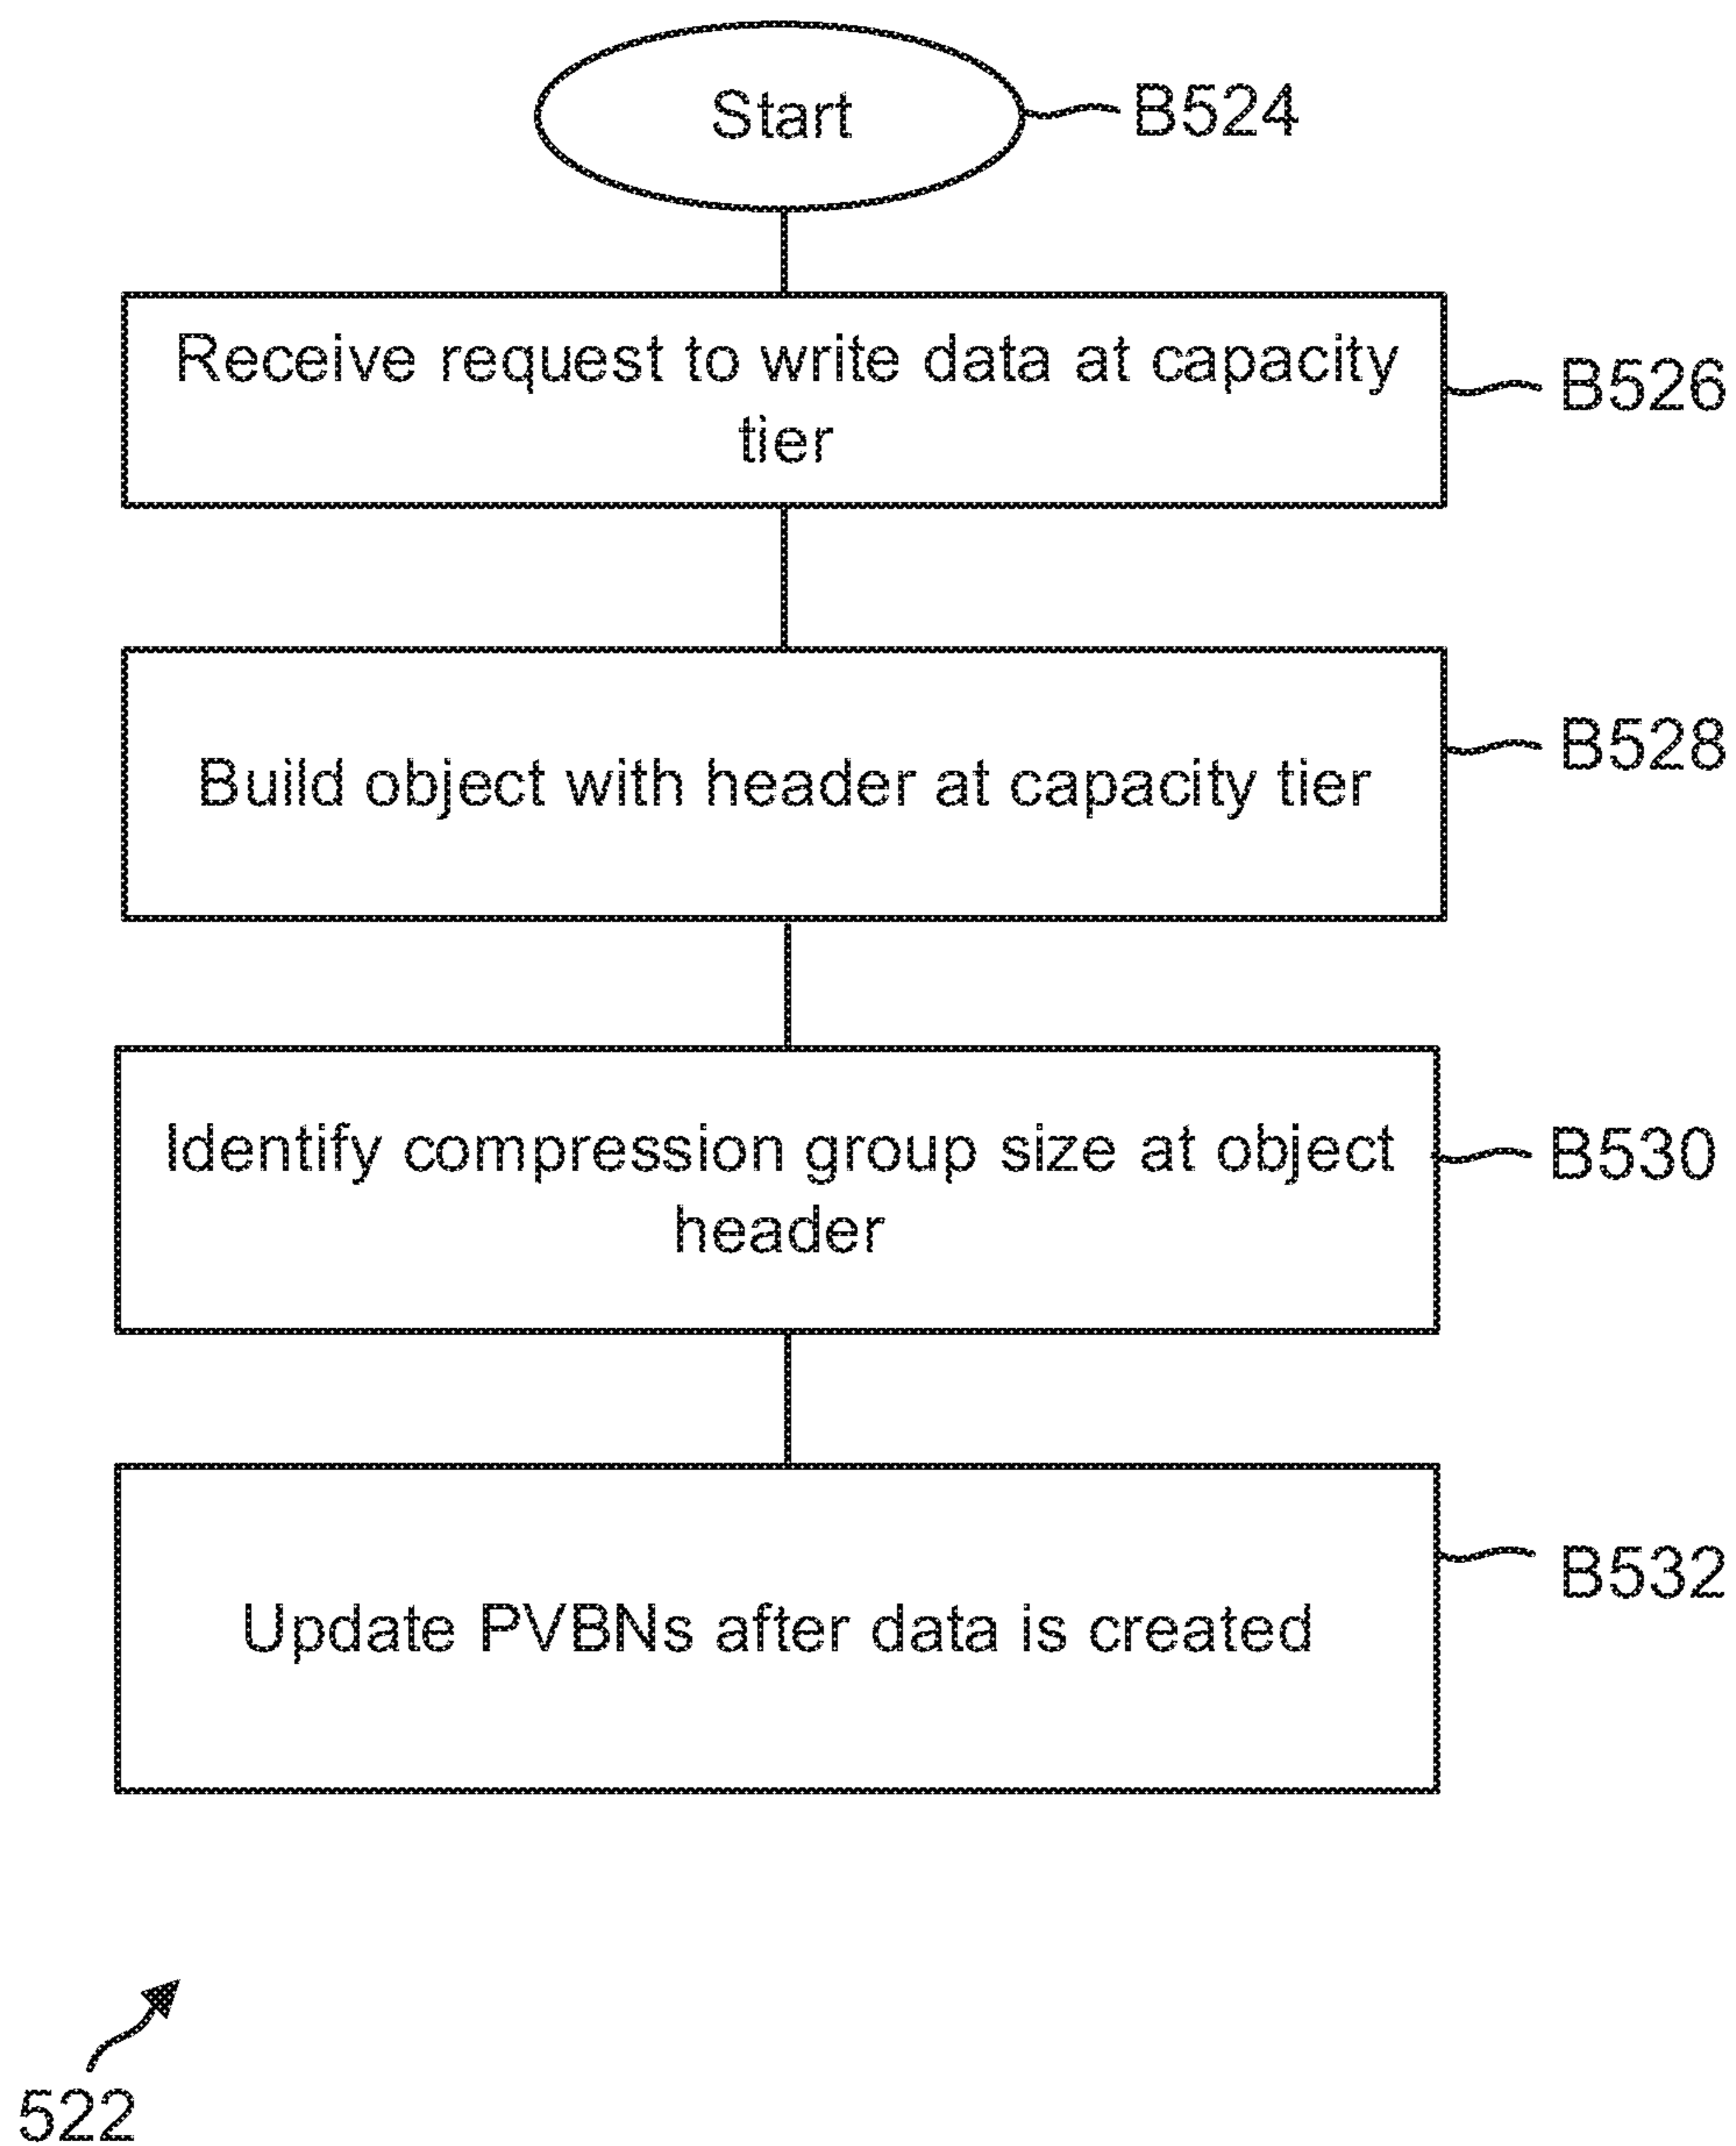 Start
B524
Receive request to write data at capacity
tier
B526
Build object with header at capacity tier
B528
Identify compression group size at object
header
B530
Update PVBNs after data is created
B532
522